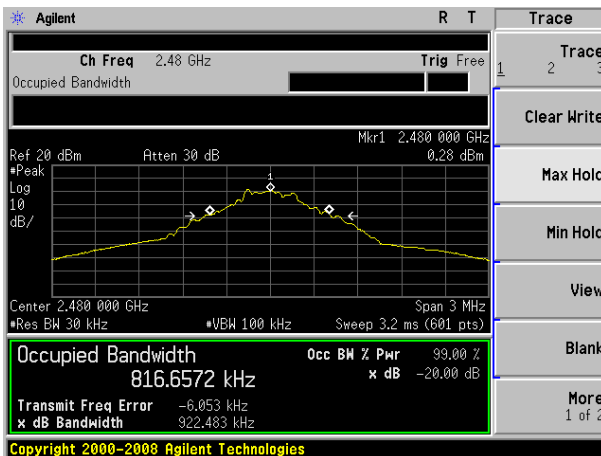 Agilent R T Trace
Ch Freq 2.48 GHz Trig Free
Occupied Bandwidth
Trace
1 2 3
Clear Write
Max Hold
Min Hold
View
Blank
More
1 of 2
Mkr1 2.480 000 GHz
Ref 20 dBm Atten 30 dB 0.28 dBm
#Peak
Log
10
dB/
1
Center 2.480 000 GHz Span 3 MHz
#Res BW 30 kHz #VBW 100 kHz Sweep 3.2 ms (601 pts)
Occupied Bandwidth Occ BW % Pwr 99.00 %
816.6572 kHz x dB -20.00 dB
Transmit Freq Error -6.053 kHz
x dB Bandwidth 922.483 kHz
Copyright 2000-2008 Agilent Technologies